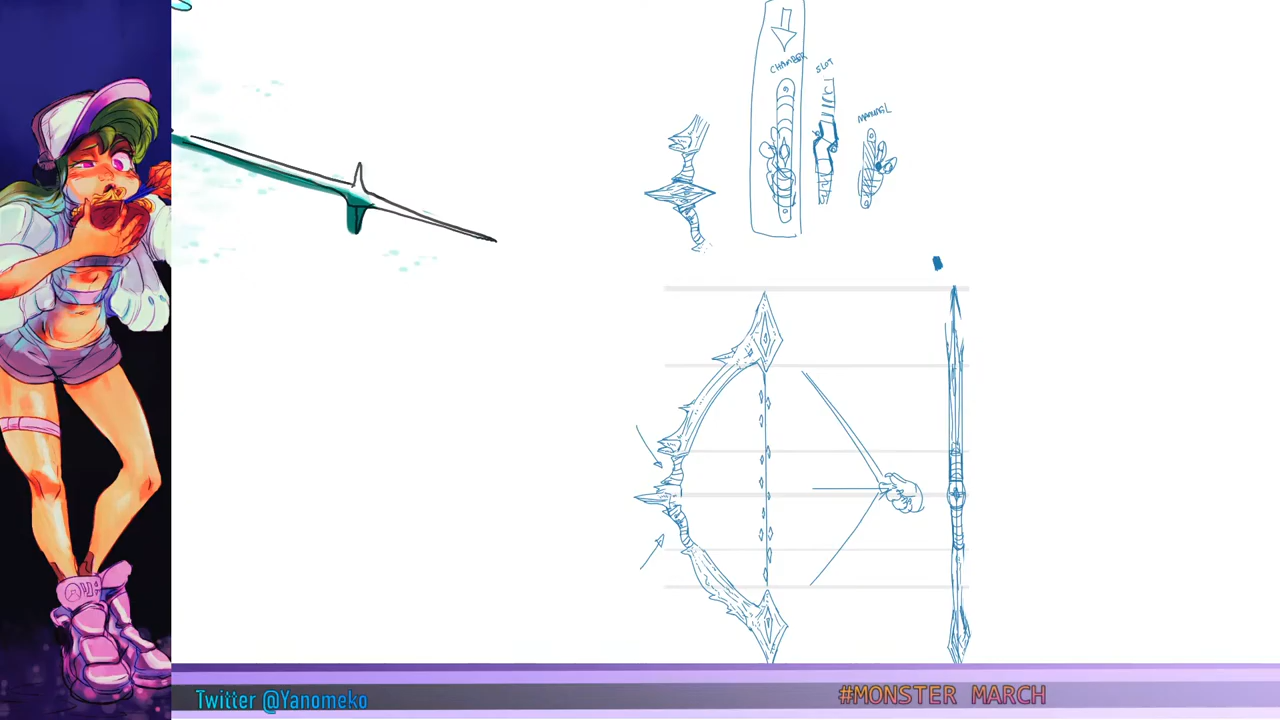 CHAMBER
SLOT
MANUAL
Twitter @Yanomeko
#MONSTER MARCH